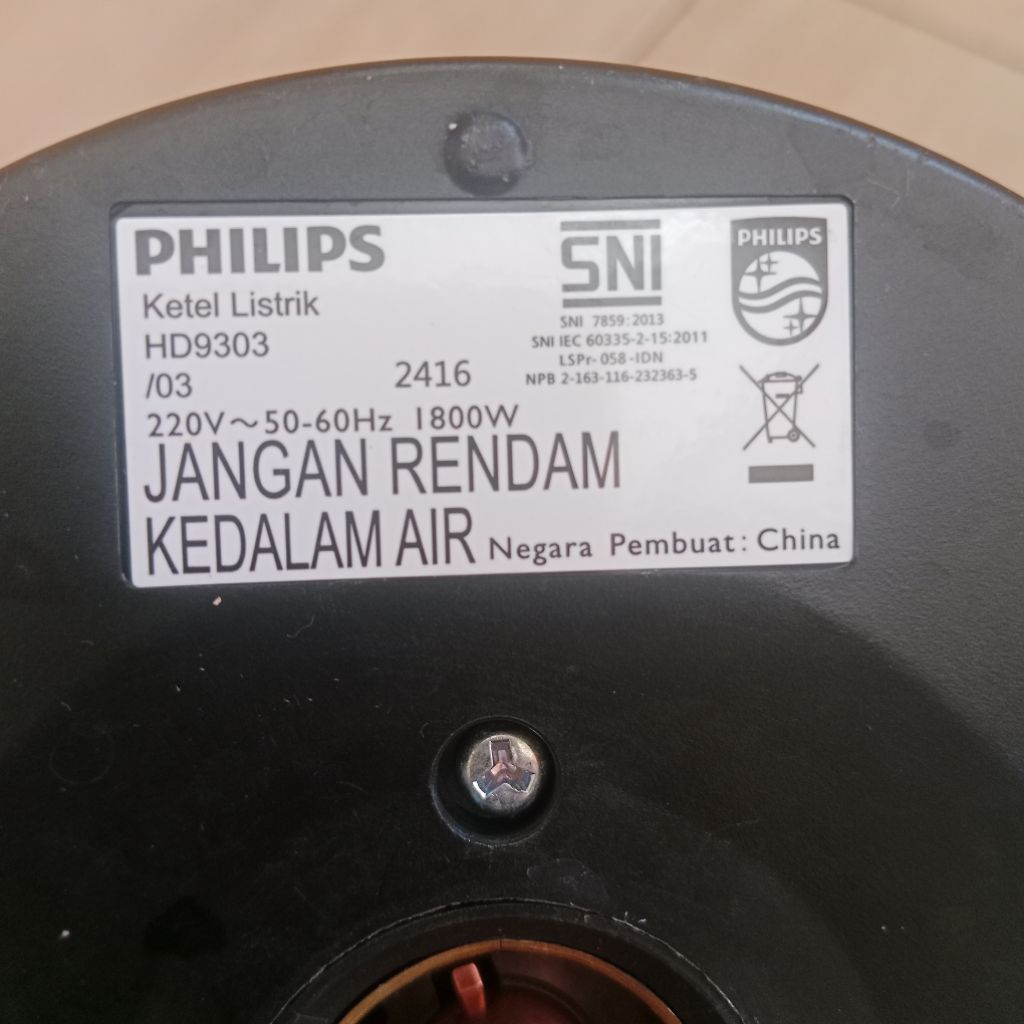 PHILIPS
Ketel Listrik
HD9303
/03
2416
220V~50-60Hz 1800W
JANGAN RENDAM
KEDALAM AIR
Negara Pembuat: China
SNI
SNI 7859:2013
SNI IEC 60335-2-15:2011
LSPr-058-IDN
NPB 2-163-116-232363-5
PHILIPS